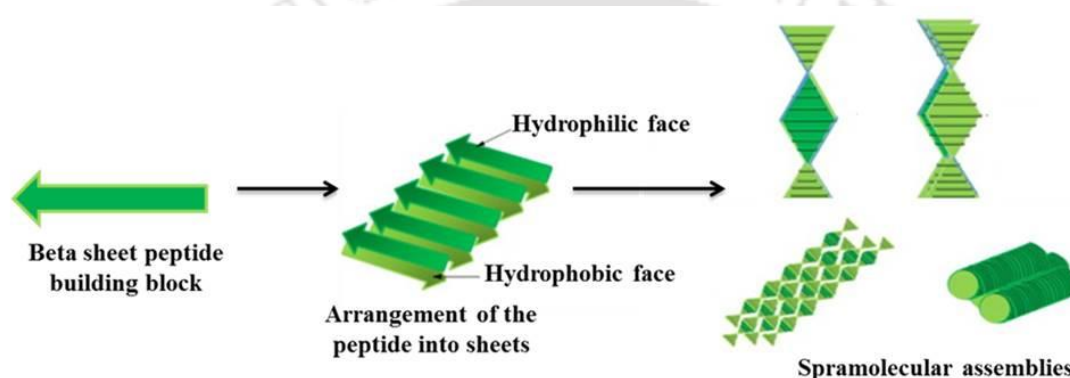 Hydrophilic face
Beta sheet peptide
building block
Hydrophobic face
Arrangement of the
peptide into sheets
Spramolecular assemblies